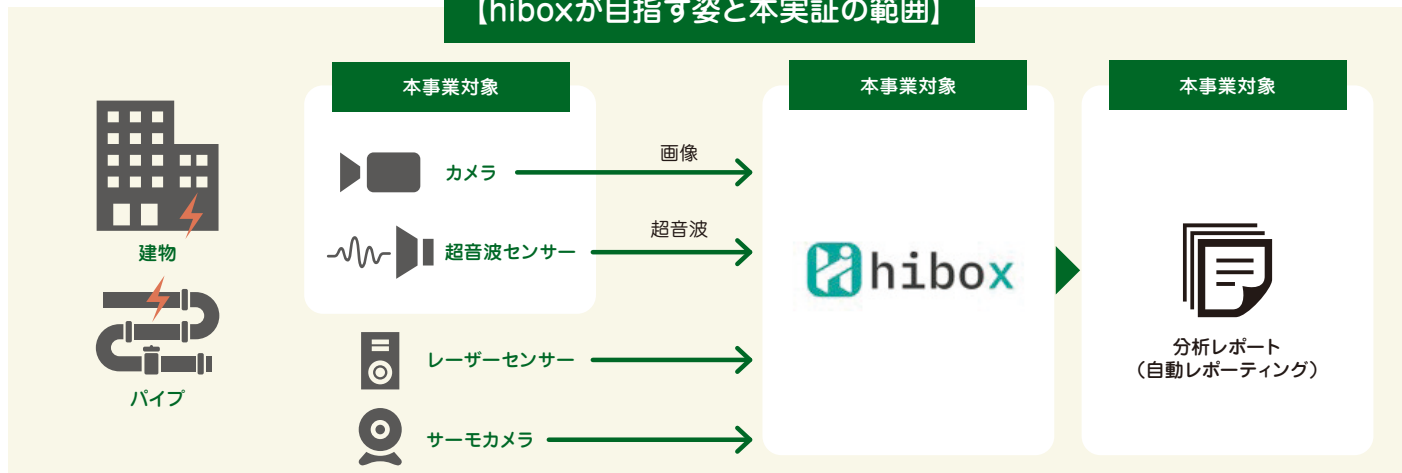 【hiboxが目指す姿と本実証の範囲】
本事業対象
本事業対象
本事業対象
建物
パイプ
カメラ
画像
超音波センサー
超音波
レーザーセンサー
サーモカメラ
hibox
分析レポート
（自動レポーティング）